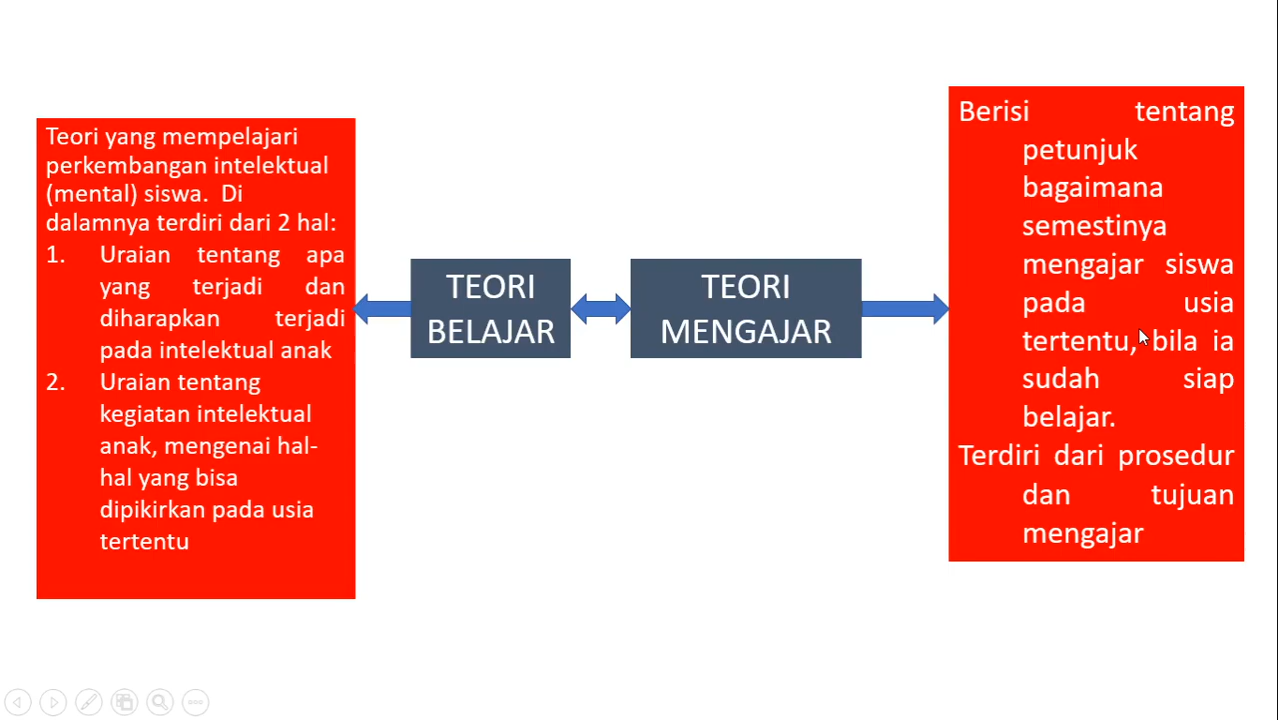 Teori yang mempelajari
perkembangan intelektual
(mental) siswa. Di
dalamnya terdiri dari 2 hal:
1. Uraian tentang apa
yang terjadi dan
diharapkan terjadi
pada intelektual anak
2. Uraian tentang
kegiatan intelektual
anak, mengenai hal-
hal yang bisa
dipikirkan pada usia
tertentu
TEORI
BELAJAR
TEORI
MENGAJAR
Berisi tentang
petunjuk
bagaimana
semestinya
mengajar siswa
pada usia
tertentu, bila ia
sudah siap
belajar.
Terdiri dari prosedur
dan tujuan
mengajar